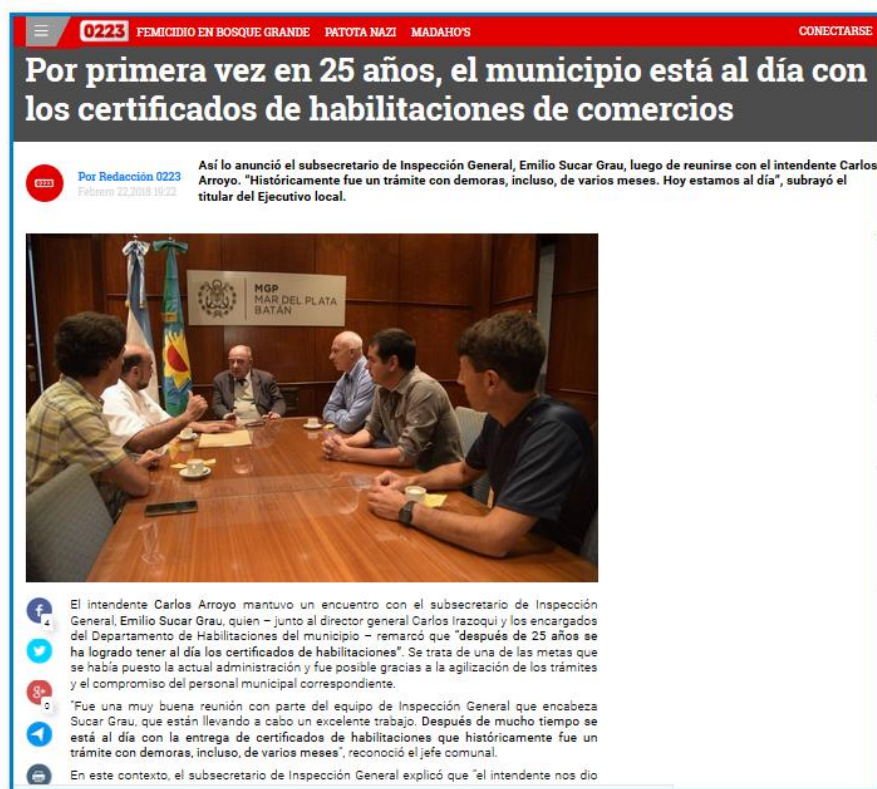 0223 FEMICIDIO EN BOSQUE GRANDE PATOTA NAZI MADAHO'S CONECTARSE
Por primera vez en 25 años, el municipio está al día con
los certificados de habilitaciones de comercios
Así lo anunció el subsecretario de Inspección General, Emilio Sucar Grau, luego de reunirse con el intendente Carlos
Arroyo. "Históricamente fue un trámite con demoras, incluso, de varios meses. Hoy estamos al día", subrayó el
titular del Ejecutivo local.
0223
Por Redacción 0223
Febrero 22,2018 19:22
MGP
MAR DEL PLATA
BATÁN
El intendente Carlos Arroyo mantuvo un encuentro con el subsecretario de Inspección
General, Emilio Sucar Grau, quien – junto al director general Carlos Irazoqui y los encargados
del Departamento de Habilitaciones del municipio – remarcó que "después de 25 años se
ha logrado tener al día los certificados de habilitaciones". Se trata de una de las metas que
se había puesto la actual administración y fue posible gracias a la agilización de los trámites
y el compromiso del personal municipal correspondiente.
"Fue una muy buena reunión con parte del equipo de Inspección General que encabeza
Sucar Grau, que están llevando a cabo un excelente trabajo. Después de mucho tiempo se
está al día con la entrega de certificados de habilitaciones que históricamente fue un
trámite con demoras, incluso, de varios meses", reconoció el jefe comunal.
En este contexto, el subsecretario de Inspección General explicó que "el intendente nos dio
4
0